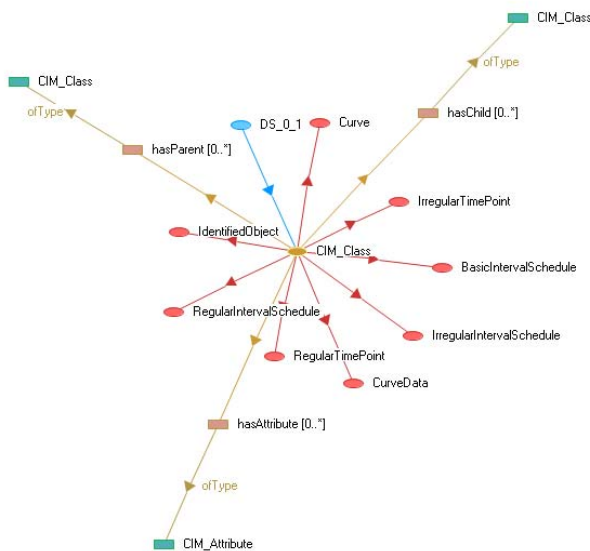 CIM_Class
ofType
CIM_Class
ofType
hasChild [0..*]
DS_0_1
Curve
hasParent [0..*]
IrregularTimePoint
IdentifiedObject
CIM_Class
BasicIntervalSchedule
RegularIntervalSchedule
IrregularIntervalSchedule
RegularTimePoint
CurveData
hasAttribute [0..*]
ofType
CIM_Attribute